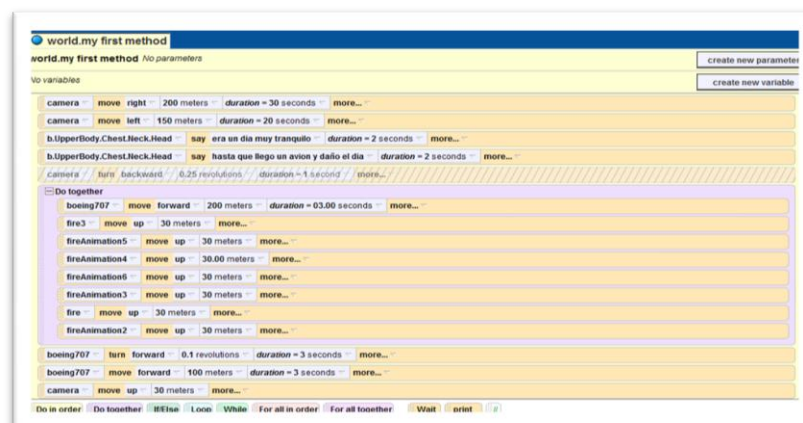 world.my first method
world.my first method No parameters
create new parameter
No variables
create new variable
camera move right 200 meters duration = 30 seconds more...
camera move left 150 meters duration = 20 seconds more...
b.UpperBody.Chest.Neck.Head say era un dia muy tranquilo duration = 2 seconds more...
b.UpperBody.Chest.Neck.Head say hasta que llego un avion y daño el dia duration = 2 seconds more...
camera turn backward 0.25 revolutions duration = 1 second more...
Do together
boeing707 move forward 200 meters duration = 03.00 seconds more...
fire3 move up 30 meters more...
fireAnimation5 move up 30 meters more...
fireAnimation4 move up 30.00 meters more...
fireAnimation6 move up 30 meters more...
fireAnimation3 move up 30 meters more...
fire move up 30 meters more...
fireAnimation2 move up 30 meters more...
boeing707 turn forward 0.1 revolutions duration = 3 seconds more...
boeing707 move forward 100 meters duration = 3 seconds more...
camera move up 30 meters more...
Do in order Do together If/Else Loop While For all in order For all together Wait print //